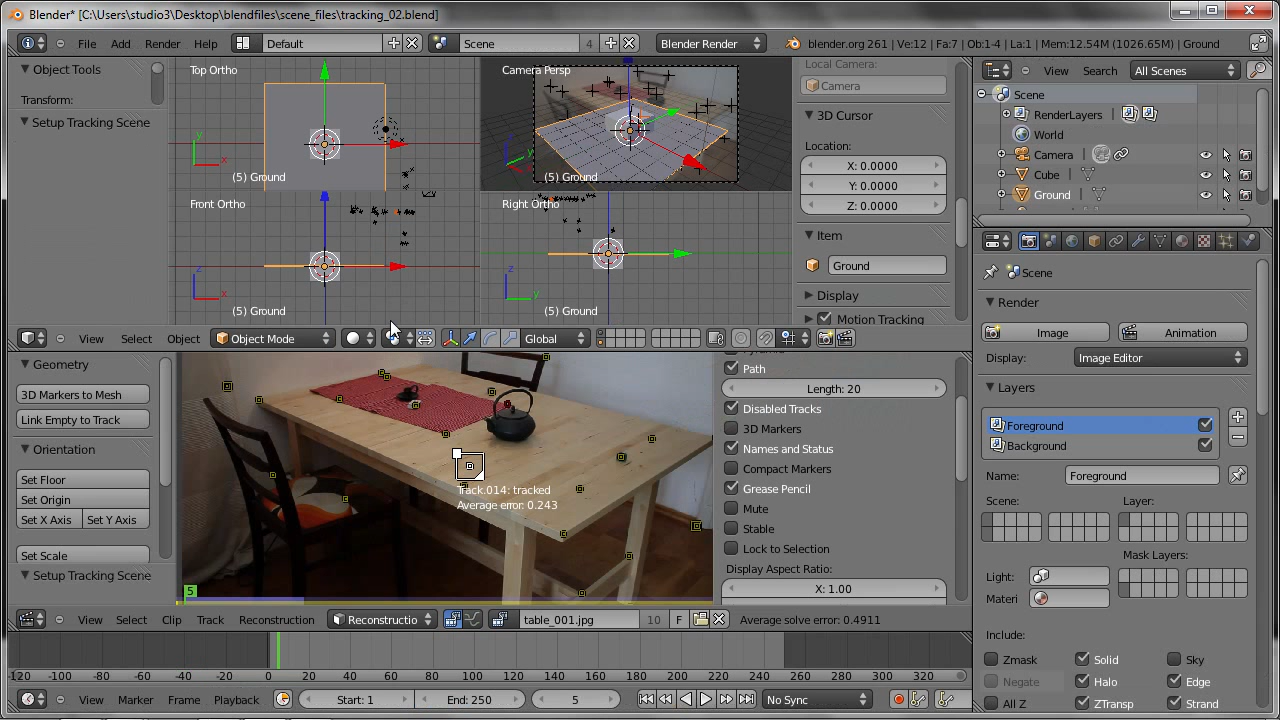 Blender* [C:\Users\studio3\Desktop\blendfiles\scene_files\tracking_02.blend]
File Add Render Help Default Scene 4 Blender Render blender.org 261 | Ve:12 | Fa:7 | Ob:1-4 | La:1 | Mem:12.54M (1026.65M) | Ground
Object Tools
Transform:
Setup Tracking Scene
Top Ortho
(5) Ground
Camera Persp
(5) Ground
Front Ortho
(5) Ground
Right Ortho
(5) Ground
Local Camera:
Camera
3D Cursor
Location:
X: 0.0000
Y: 0.0000
Z: 0.0000
Item
Ground
Display
Motion Tracking
View Search All Scenes
Scene
RenderLayers
World
Camera
Cube
Ground
View Select Object Object Mode Global
Geometry
3D Markers to Mesh
Link Empty to Track
Orientation
Set Floor
Set Origin
Set X Axis Set Y Axis
Set Scale
Setup Tracking Scene
Track.014: tracked
Average error: 0.243
5
Path
Length: 20
Disabled Tracks
3D Markers
Names and Status
Compact Markers
Grease Pencil
Mute
Stable
Lock to Selection
Display Aspect Ratio:
X: 1.00
View Select Clip Track Reconstruction Reconstructio table_001.jpg 10 F Average solve error: 0.4911
-120 -100 -80 -60 -40 -20 0 20 40 60 80 100 120 140 160 180 200 220 240 260 280 300 320
View Marker Frame Playback Start: 1 End: 250 5 No Sync
Scene
Render
Image Animation
Display: Image Editor
Layers
Foreground
Background
Name: Foreground
Scene: Layer:
Mask Layers:
Light:
Materi
Include:
Zmask Solid Sky
Negate Halo Edge
All Z ZTransp Strand